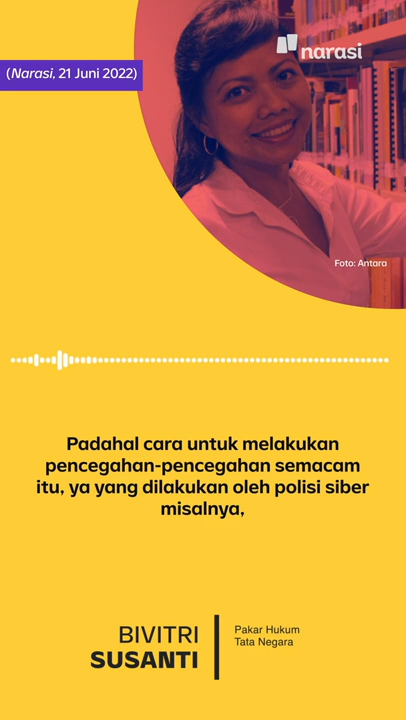 narasi
(Narasi, 21 Juni 2022)
Foto: Antara
Padahal cara untuk melakukan
pencegahan-pencegahan semacam
itu, ya yang dilakukan oleh polisi siber
misalnya,
BIVITRI
SUSANTI
Pakar Hukum
Tata Negara